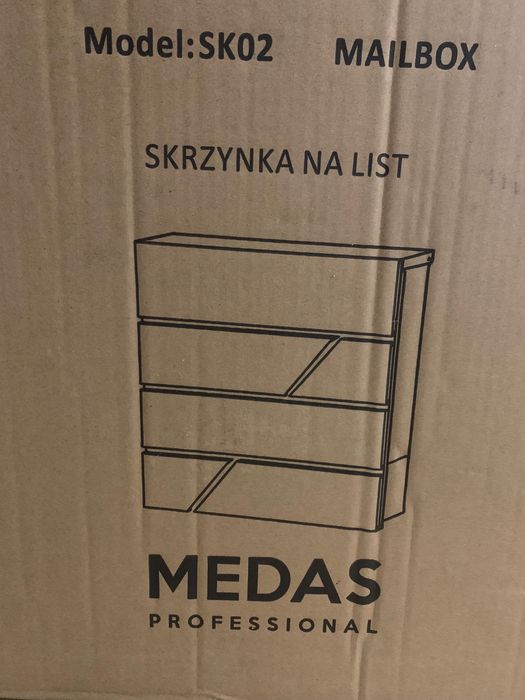 Model:SK02 MAILBOX
SKRZYNKA NA LIST
MEDAS
PROFESSIONAL